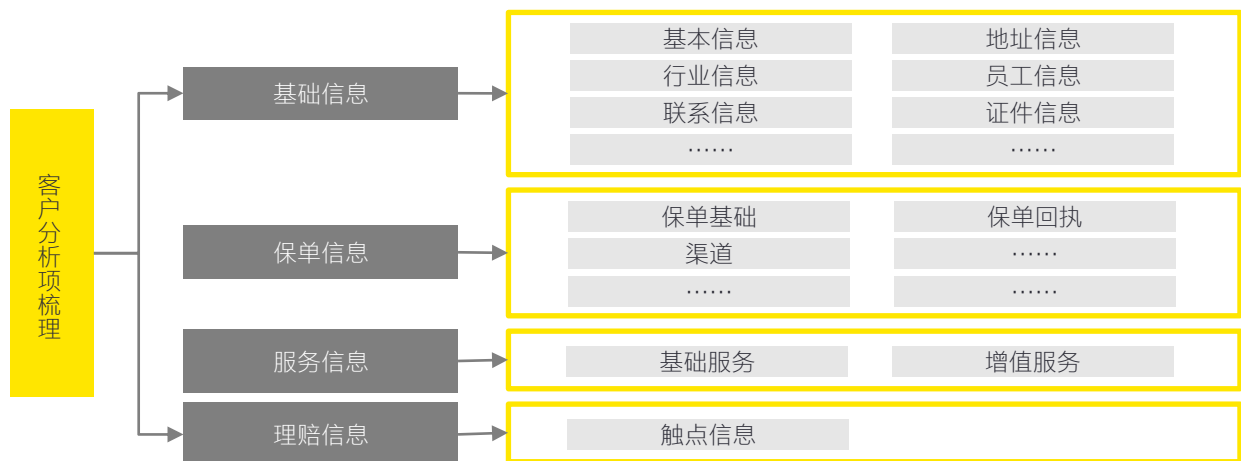 客户分析项梳理
基础信息
基本信息
地址信息
行业信息
员工信息
联系信息
证件信息
……
……
保单信息
保单基础
保单回执
渠道
……
……
……
服务信息
基础服务
增值服务
理赔信息
触点信息